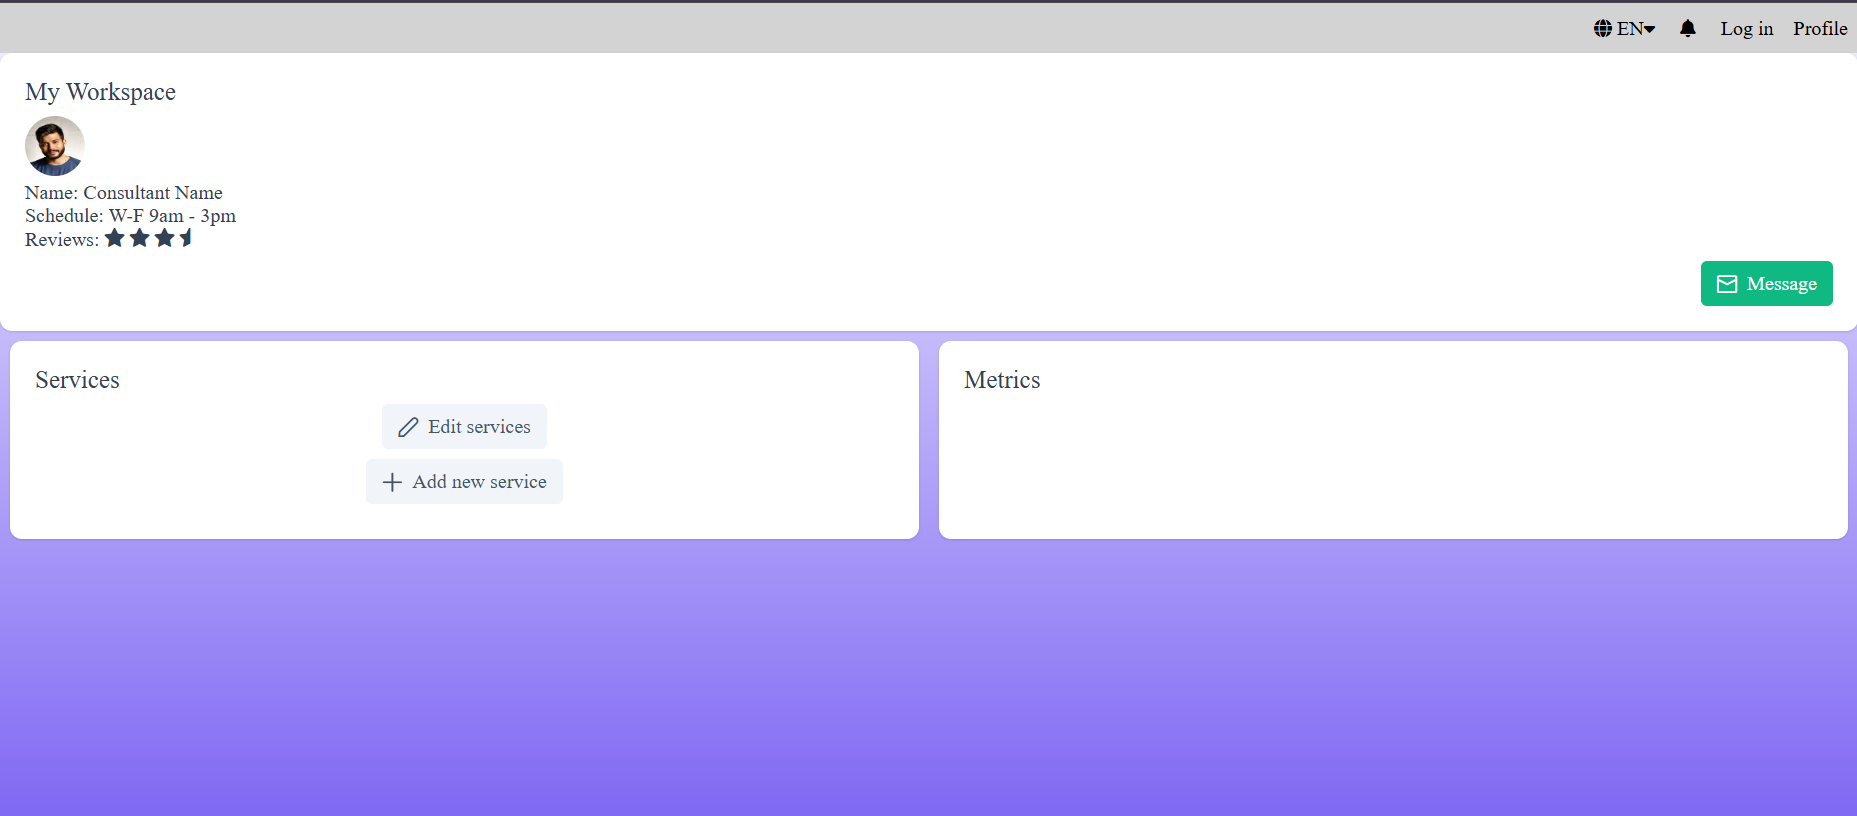 EN Log in Profile
My Workspace
Name: Consultant Name
Schedule: W-F 9am - 3pm
Reviews:
Message
Services
Edit services
Add new service
Metrics